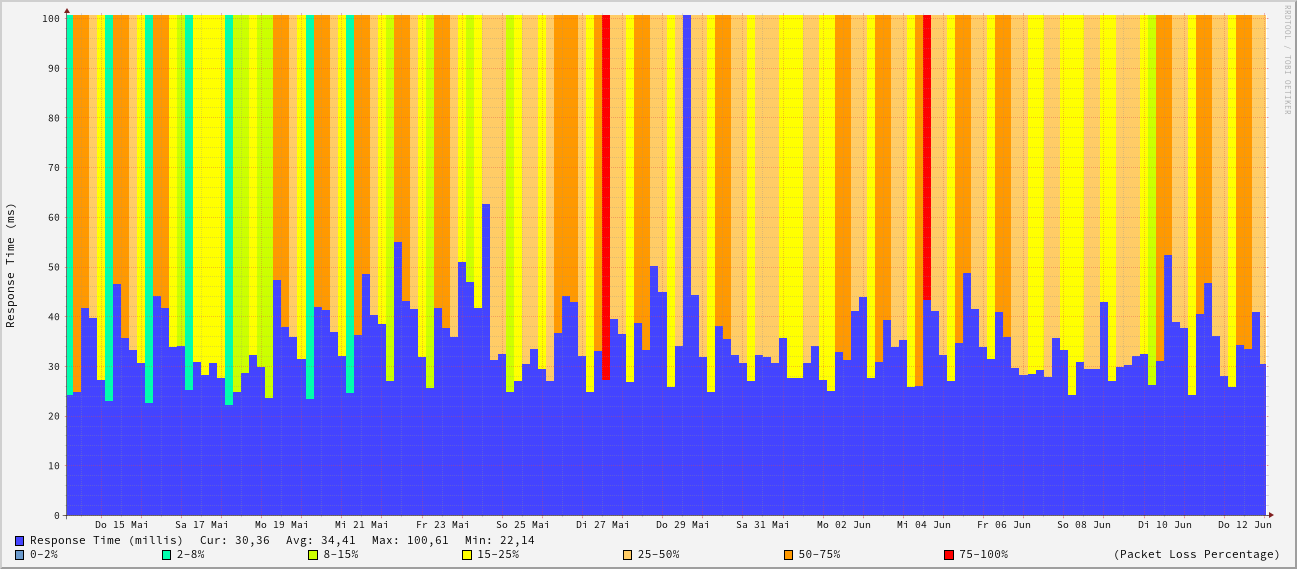 100
90
80
70
60
50
40
30
20
10
0
Response Time (ms)
RRDTOOL / TOBI OETIKER
Do 15 Mai Sa 17 Mai Mo 19 Mai Mi 21 Mai Fr 23 Mai So 25 Mai Di 27 Mai Do 29 Mai Sa 31 Mai Mo 02 Jun Mi 04 Jun Fr 06 Jun So 08 Jun Di 10 Jun Do 12 Jun
Response Time (millis) Cur: 30,36 Avg: 34,41 Max: 100,61 Min: 22,14
0-2% 2-8% 8-15% 15-25% 25-50% 50-75% 75-100% (Packet Loss Percentage)